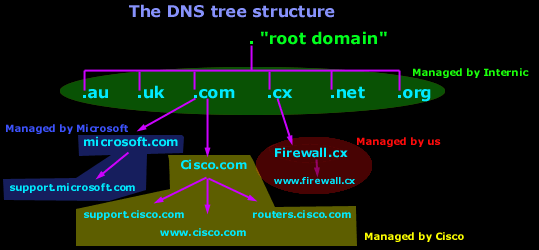 The DNS tree structure
. "root domain"
Managed by Internic
.au .uk .com .cx .net .org
Managed by Microsoft
microsoft.com
Managed by us
Firewall.cx
Cisco.com
www.firewall.cx
support.microsoft.com
support.cisco.com
routers.cisco.com
www.cisco.com
Managed by Cisco